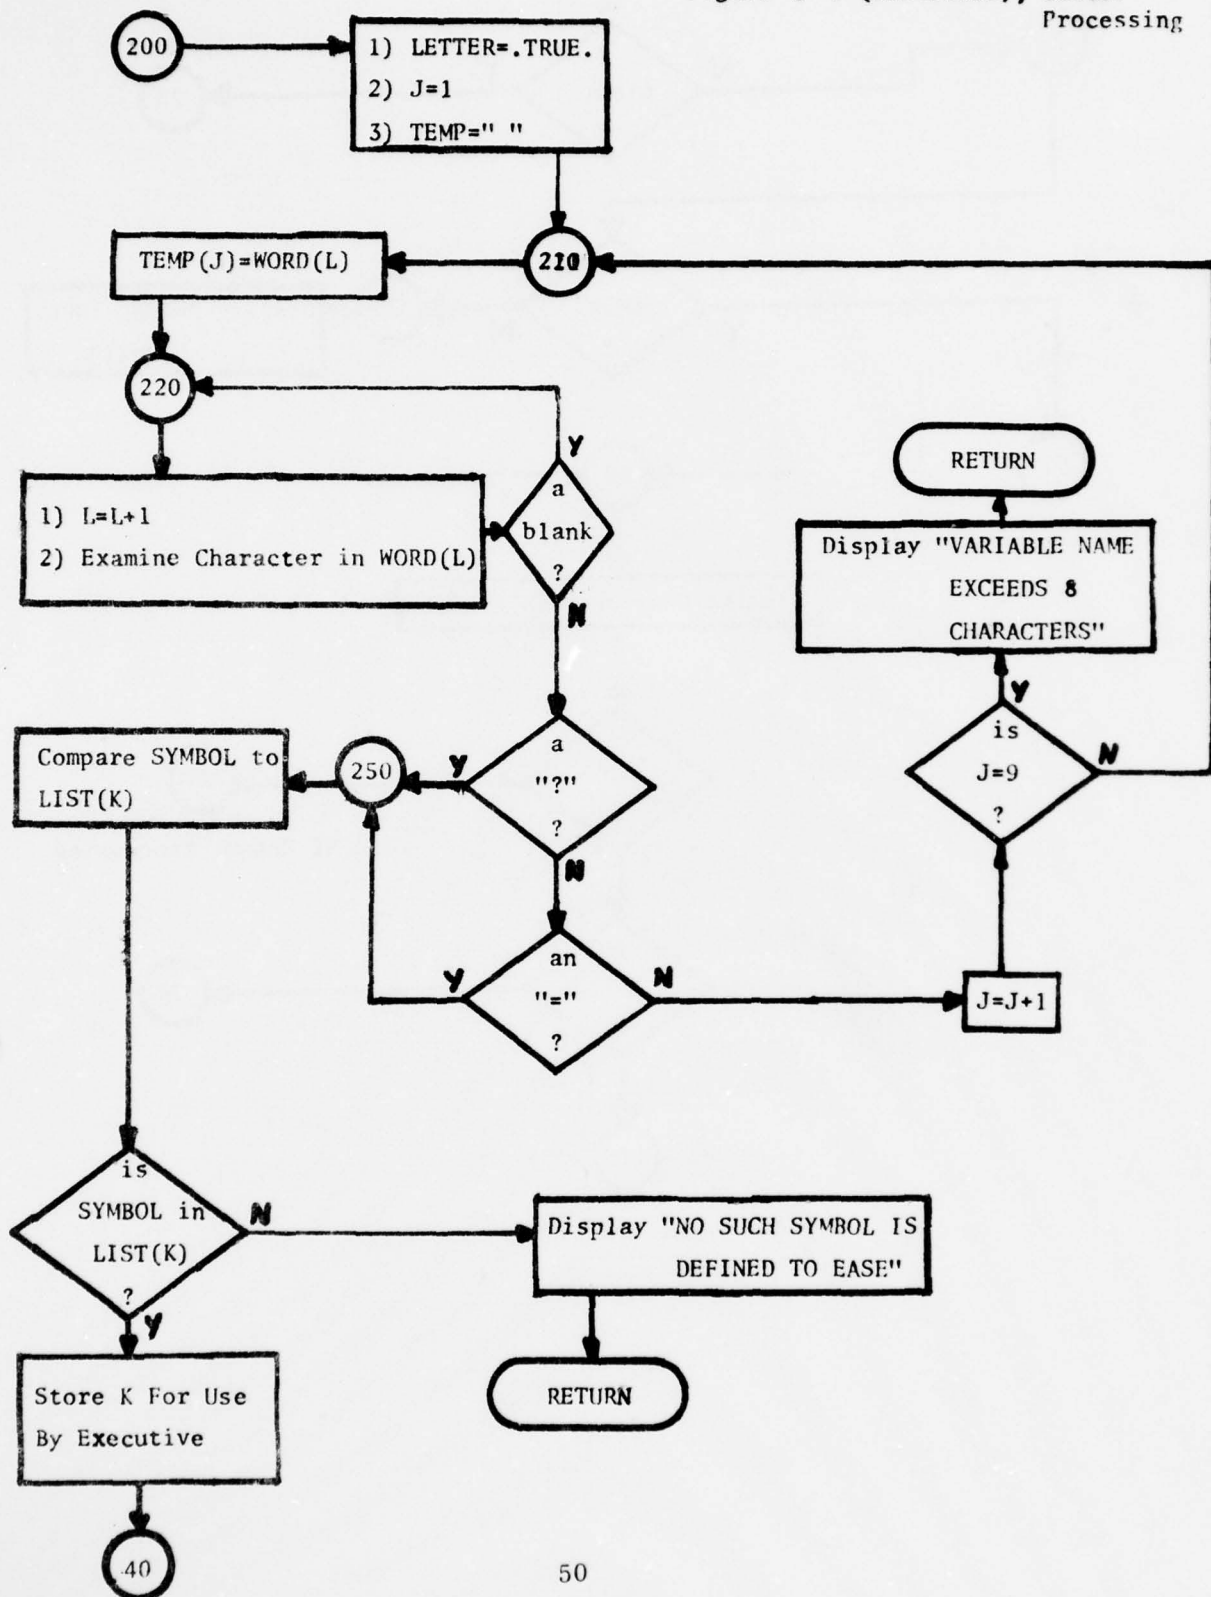 Processing
200
1) LETTER=.TRUE.
2) J=1
3) TEMP=" "
TEMP(J)=WORD(L)
210
220
Y
a
blank
?
N
1) L=L+1
2) Examine Character in WORD(L)
RETURN
Display "VARIABLE NAME
EXCEEDS 8
CHARACTERS"
Y
is
J=9
?
N
Compare SYMBOL to
LIST(K)
250
Y
a
"?"
?
N
Y
an
"="
?
N
J=J+1
is
SYMBOL in
LIST(K)
?
N
Y
Display "NO SUCH SYMBOL IS
DEFINED TO EASE"
RETURN
Store K For Use
By Executive
40
50